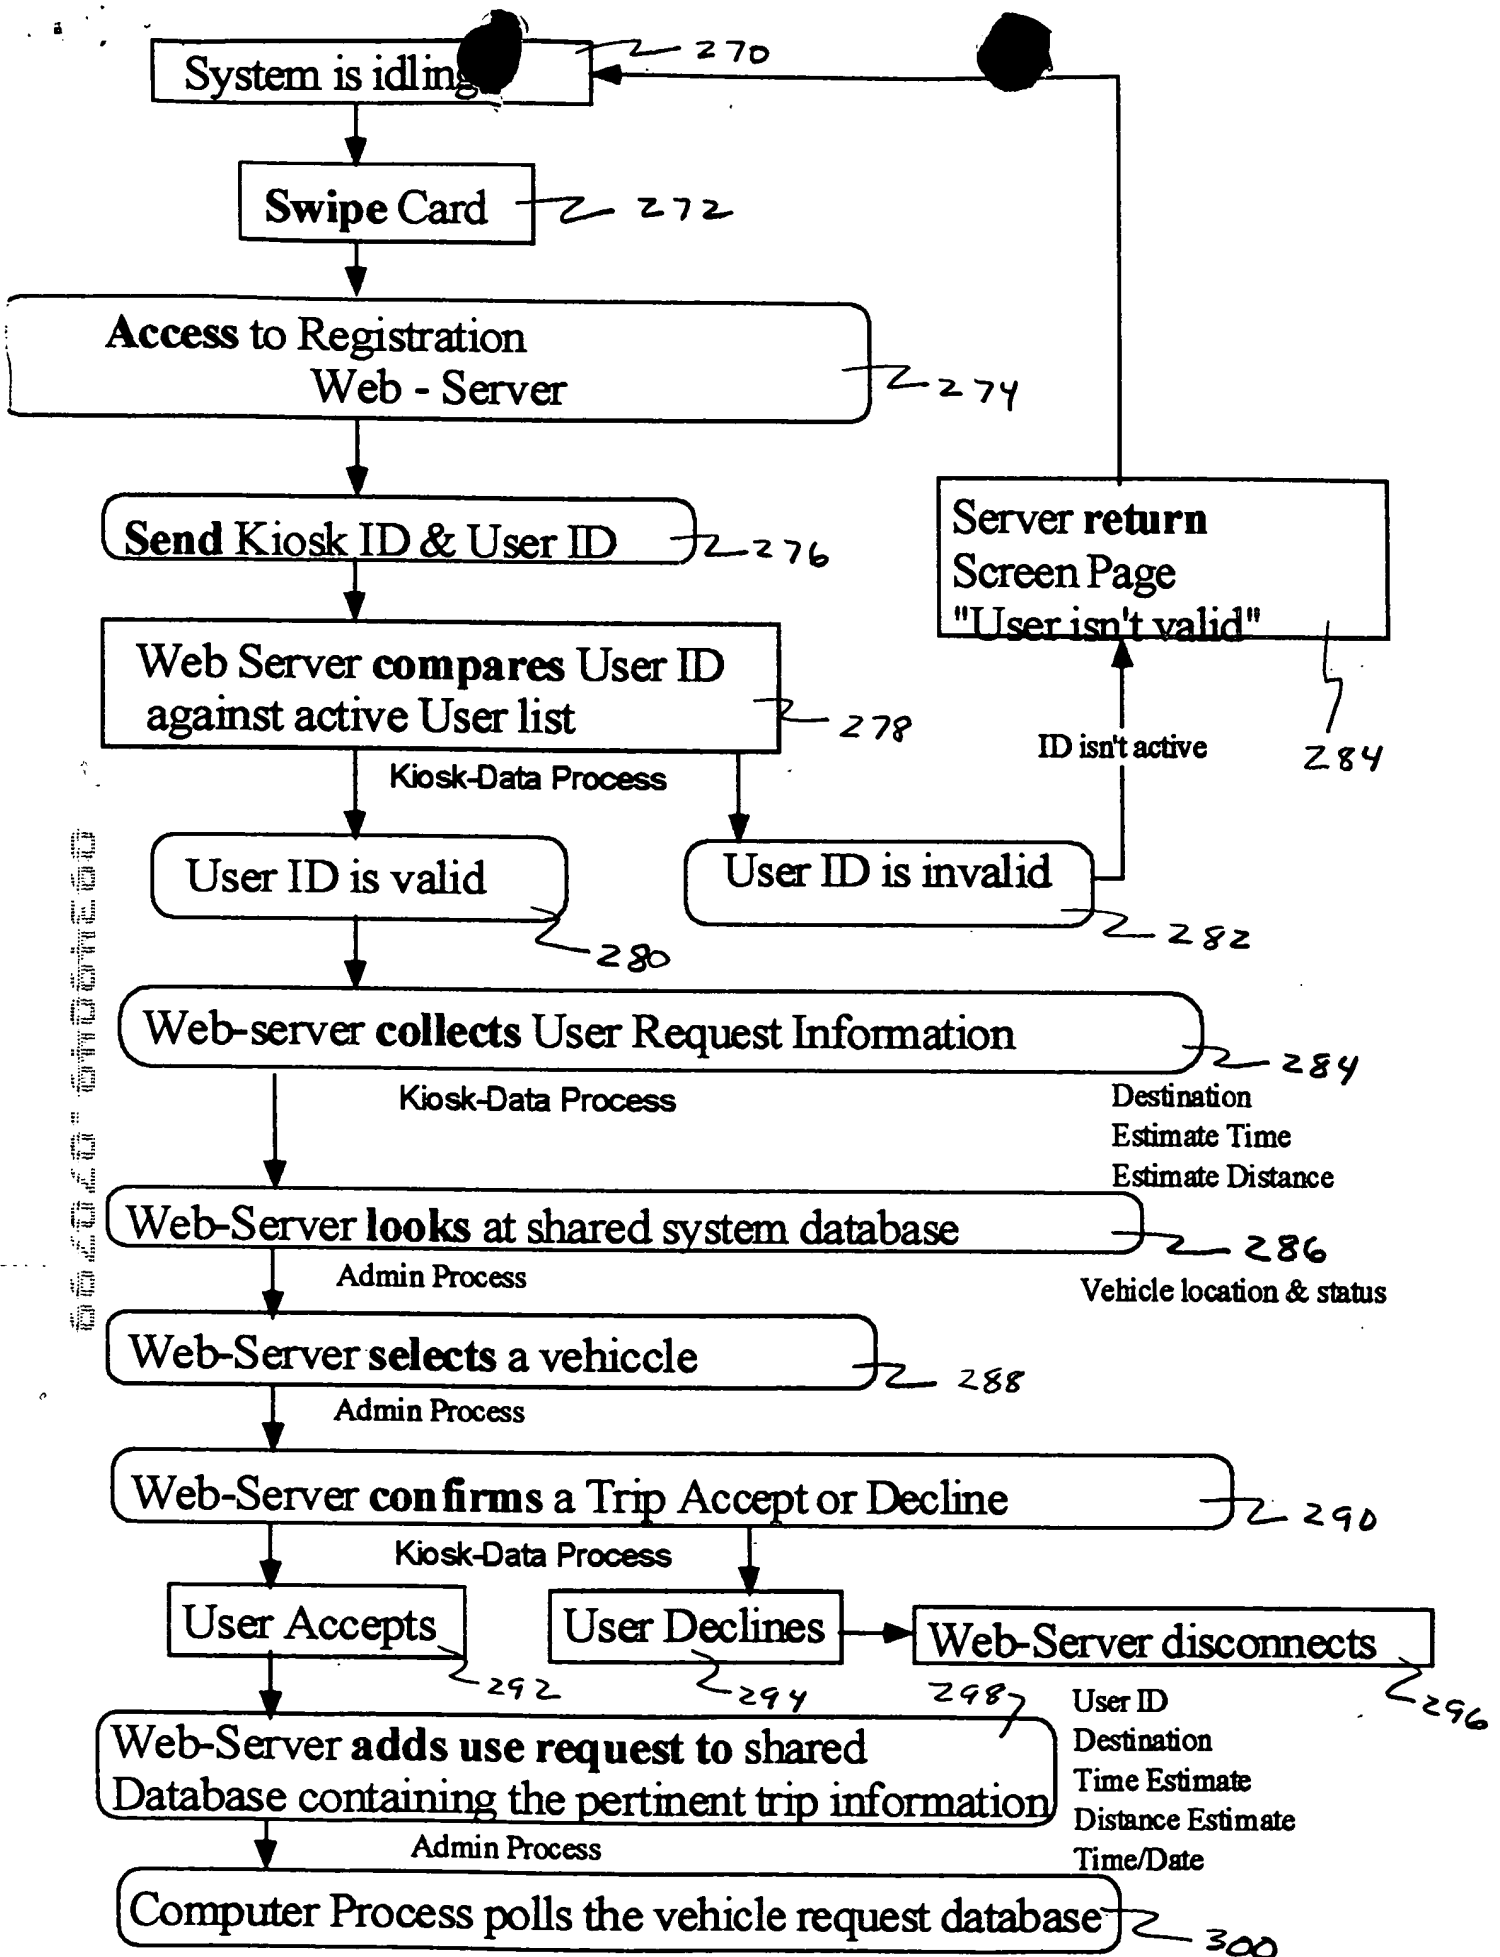 System is idling
270
Swipe Card
272
Access to Registration
Web - Server
274
Send Kiosk ID & User ID
276
Server return
Screen Page
"User isn't valid"
284
Web Server compares User ID
against active User list
278
ID isn't active
Kiosk-Data Process
User ID is valid
280
User ID is invalid
282
Web-server collects User Request Information
284
Kiosk-Data Process
Destination
Estimate Time
Estimate Distance
Web-Server looks at shared system database
286
Admin Process
Vehicle location & status
Web-Server selects a vehiccle
288
Admin Process
Web-Server confirms a Trip Accept or Decline
290
Kiosk-Data Process
User Accepts
292
User Declines
294
Web-Server disconnects
296
298
Web-Server adds use request to shared
Database containing the pertinent trip information
User ID
Destination
Time Estimate
Distance Estimate
Time/Date
Admin Process
Computer Process polls the vehicle request database
300